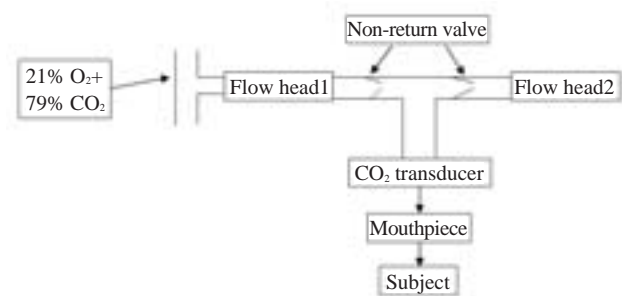 Non-return valve
21% O₂+
79% CO₂
Flow head1
Flow head2
CO₂ transducer
Mouthpiece
Subject